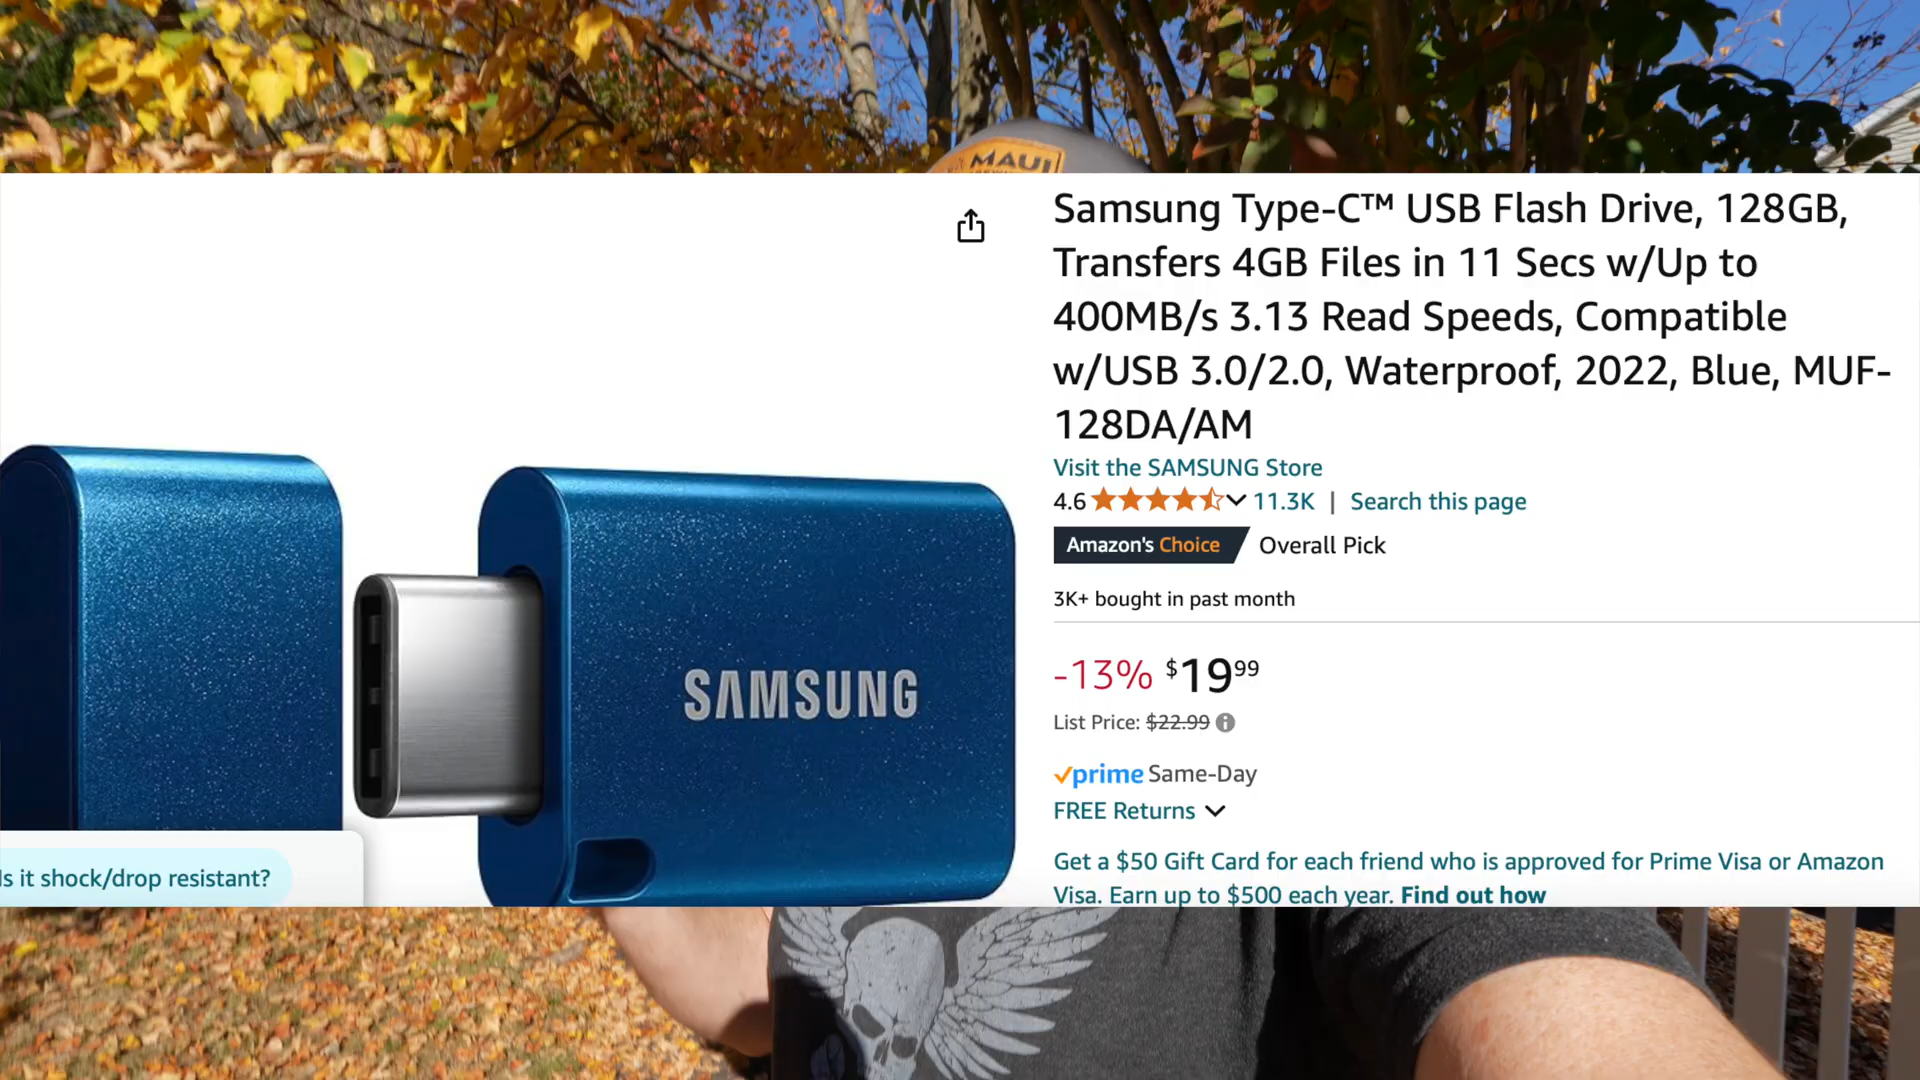 MAUI
Samsung Type-C™ USB Flash Drive, 128GB,
Transfers 4GB Files in 11 Secs w/Up to
400MB/s 3.13 Read Speeds, Compatible
w/USB 3.0/2.0, Waterproof, 2022, Blue, MUF-
128DA/AM
Visit the SAMSUNG Store
4.6 11.3K | Search this page
Amazon's Choice Overall Pick
3K+ bought in past month
-13% $19 99
List Price: $22.99
prime Same-Day
FREE Returns
Get a $50 Gift Card for each friend who is approved for Prime Visa or Amazon
Visa. Earn up to $500 each year. Find out how
SAMSUNG
Is it shock/drop resistant?